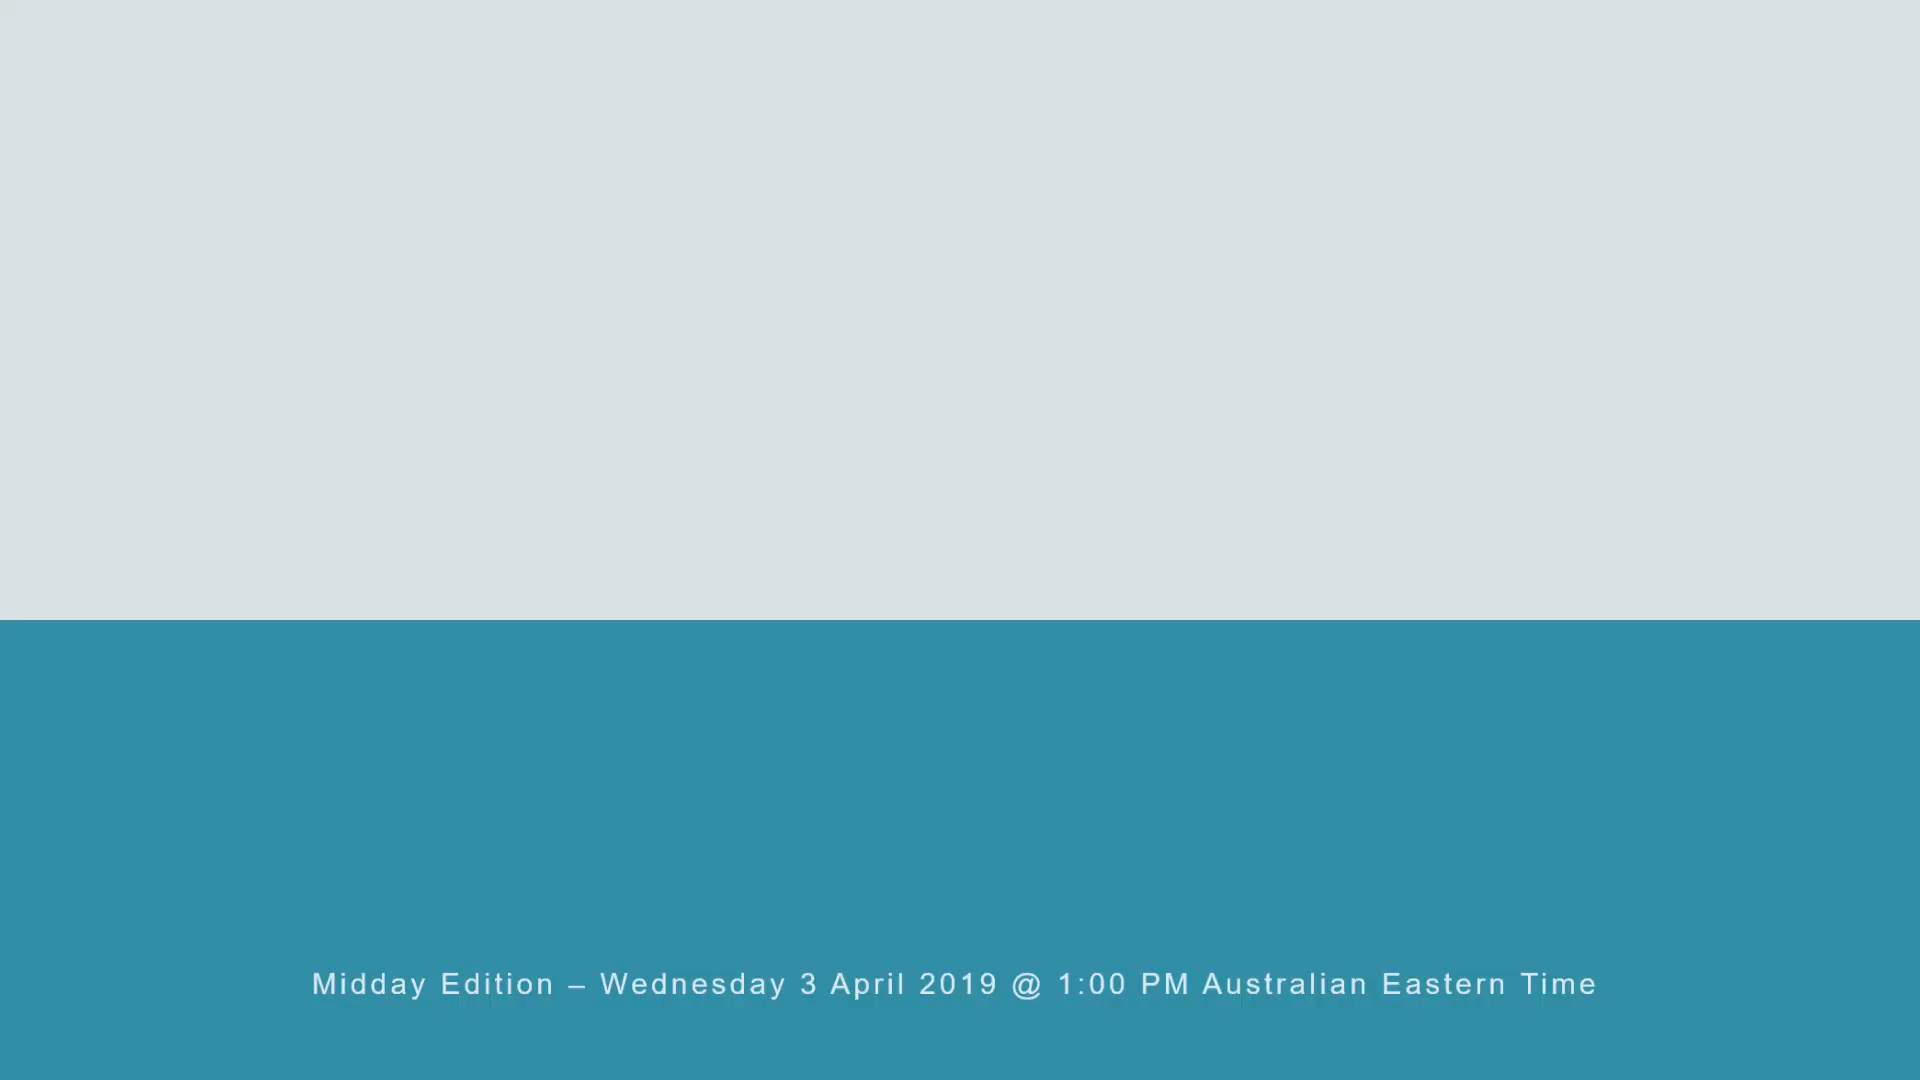 Midday Edition – Wednesday 3 April 2019 @ 1:00 PM Australian Eastern Time